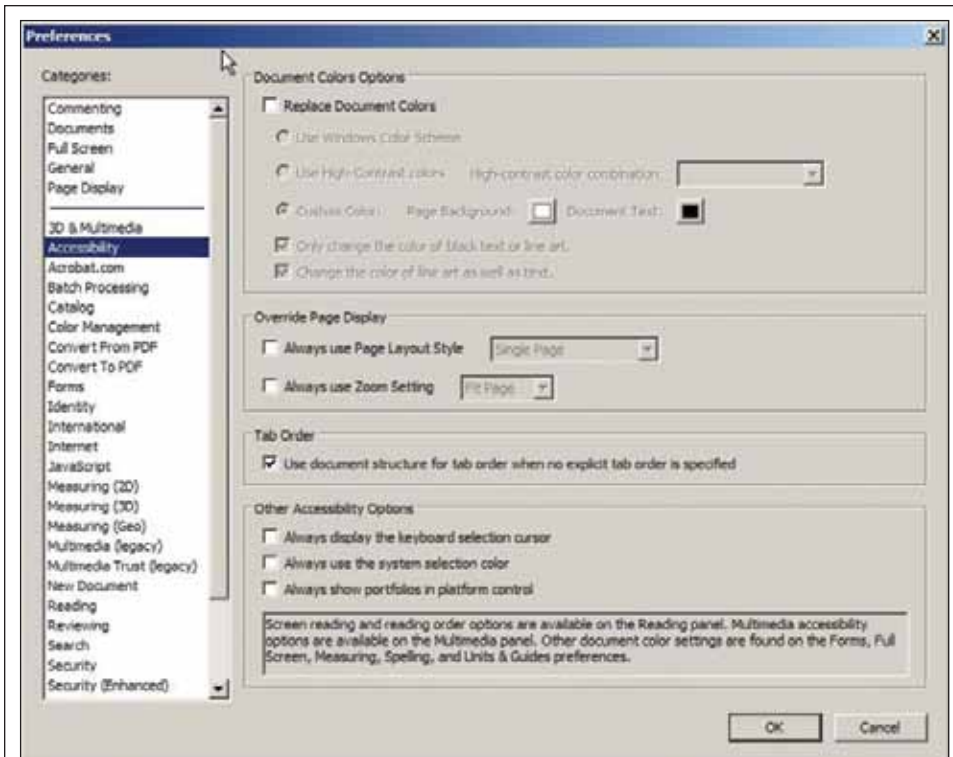 Preferences
Categories:
Commenting
Documents
Full Screen
General
Page Display
3D & Multimedia
Accessibility
Acrobat.com
Batch Processing
Catalog
Color Management
Convert From PDF
Convert To PDF
Forms
Identity
International
Internet
JavaScript
Measuring (2D)
Measuring (3D)
Measuring (Geo)
Multimedia (legacy)
Multimedia Trust (legacy)
New Document
Reading
Reviewing
Search
Security
Security (Enhanced)
Document Colors Options
Replace Document Colors
Use Windows Color Scheme
Use High-Contrast colors High-contrast color combination:
Custom Color: Page Background: Document Text:
Only change the color of black text or line art.
Change the color of line art as well as text.
Override Page Display
Always use Page Layout Style Single Page
Always use Zoom Setting Fit Page
Tab Order
Use document structure for tab order when no explicit tab order is specified
Other Accessibility Options
Always display the keyboard selection cursor
Always use the system selection color
Always show portfolios in platform control
Screen reading and reading order options are available on the Reading panel. Multimedia accessibility
options are available on the Multimedia panel. Other document color settings are found on the Forms, Full
Screen, Measuring, Spelling, and Units & Guides preferences.
OK Cancel